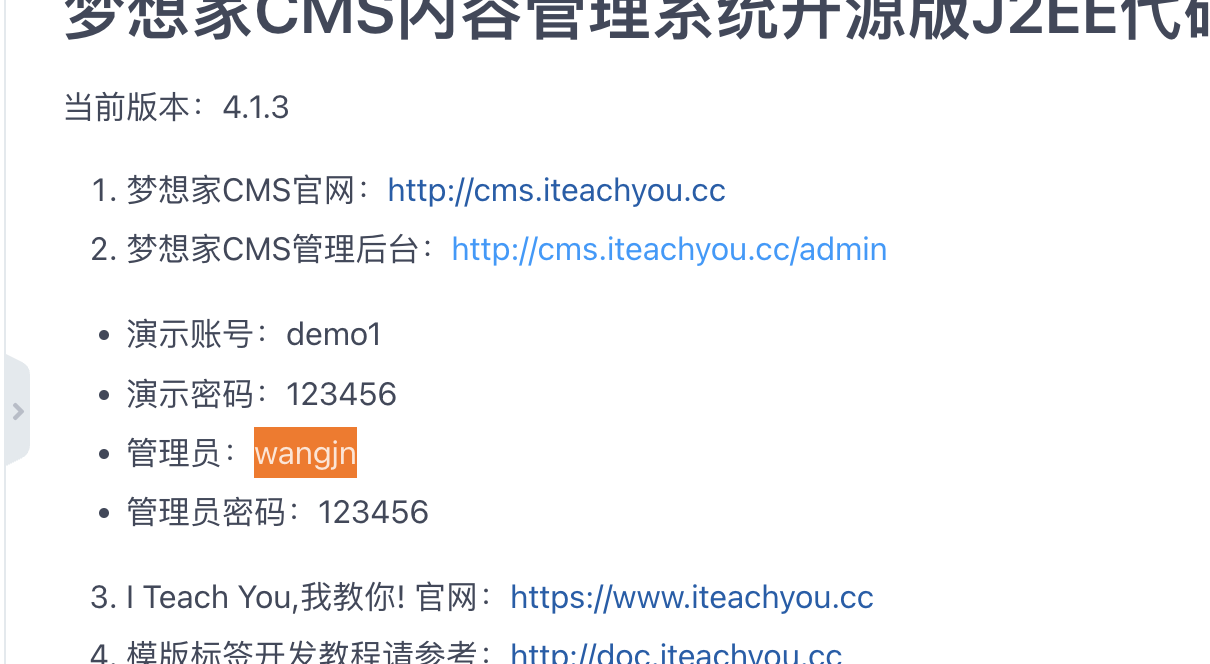 梦想家CMS内容管理系统开源版J2EE代码
当前版本：4.1.3
1. 梦想家CMS官网：http://cms.iteachyou.cc
2. 梦想家CMS管理后台：http://cms.iteachyou.cc/admin
• 演示账号：demo1
• 演示密码：123456
• 管理员：wangjn
• 管理员密码：123456
3. I Teach You,我教你! 官网：https://www.iteachyou.cc
4. 模版标签开发教程请参考：http://doc.iteachyou.cc